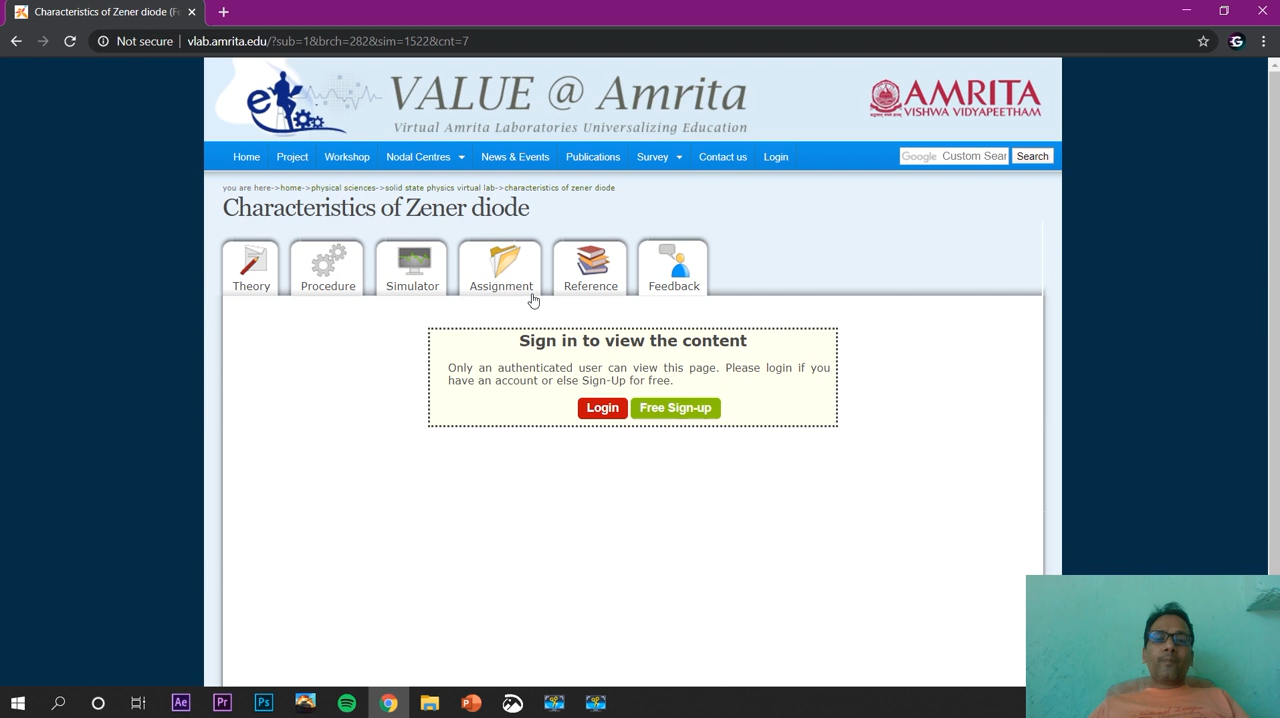 Characteristics of Zener diode (Fe
Not secure vlab.amrita.edu/?sub=1&brch=282&sim=1522&cnt=7
e
VALUE @ Amrita
Virtual Amrita Laboratories Universalizing Education
AMRITA
VISHWA VIDYAPEETHAM
Home Project Workshop Nodal Centres News & Events Publications Survey Contact us Login Google Custom Sear Search
you are here->home->physical sciences->solid state physics virtual lab->characteristics of zener diode
Characteristics of Zener diode
Theory Procedure Simulator Assignment Reference Feedback
Sign in to view the content
Only an authenticated user can view this page. Please login if you
have an account or else Sign-Up for free.
Login Free Sign-up
Ae Pr Ps